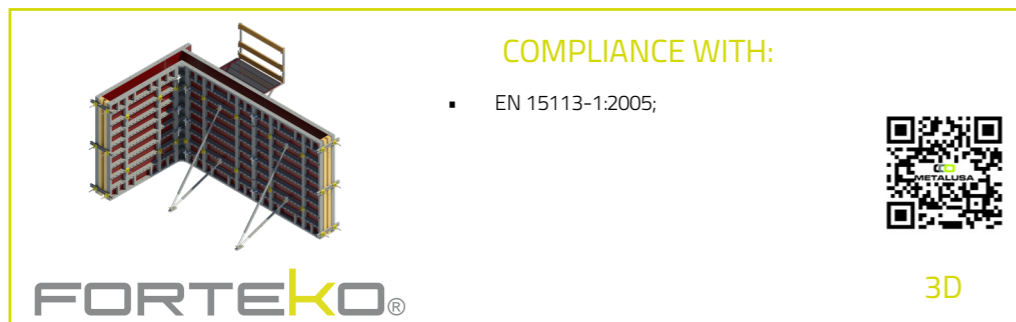 COMPLIANCE WITH:
▪ EN 15113-1:2005;
METALUSA
FORTEKO®
3D